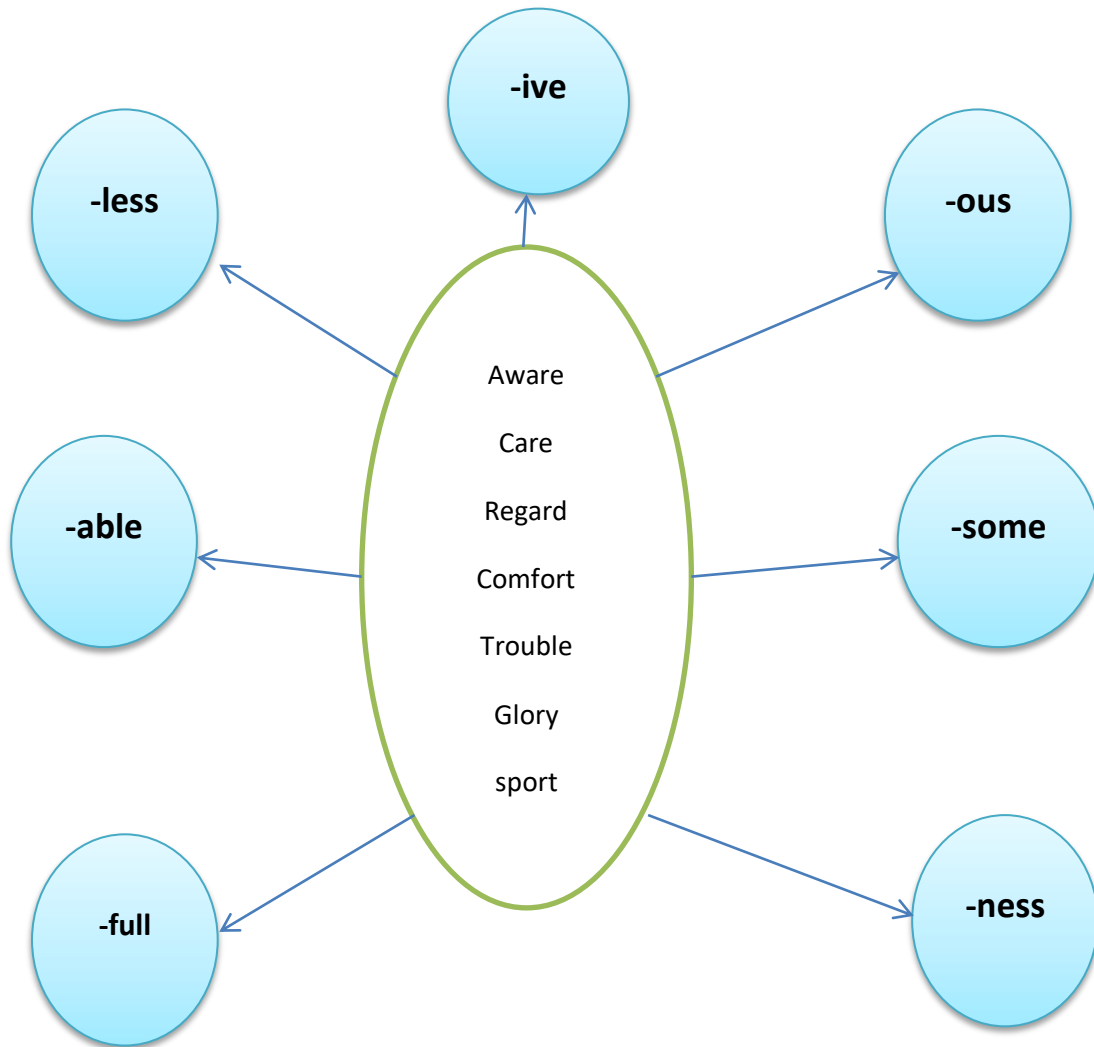 -ive
-less
-ous
Aware
Care
Regard
Comfort
Trouble
Glory
sport
-able
-some
-full
-ness